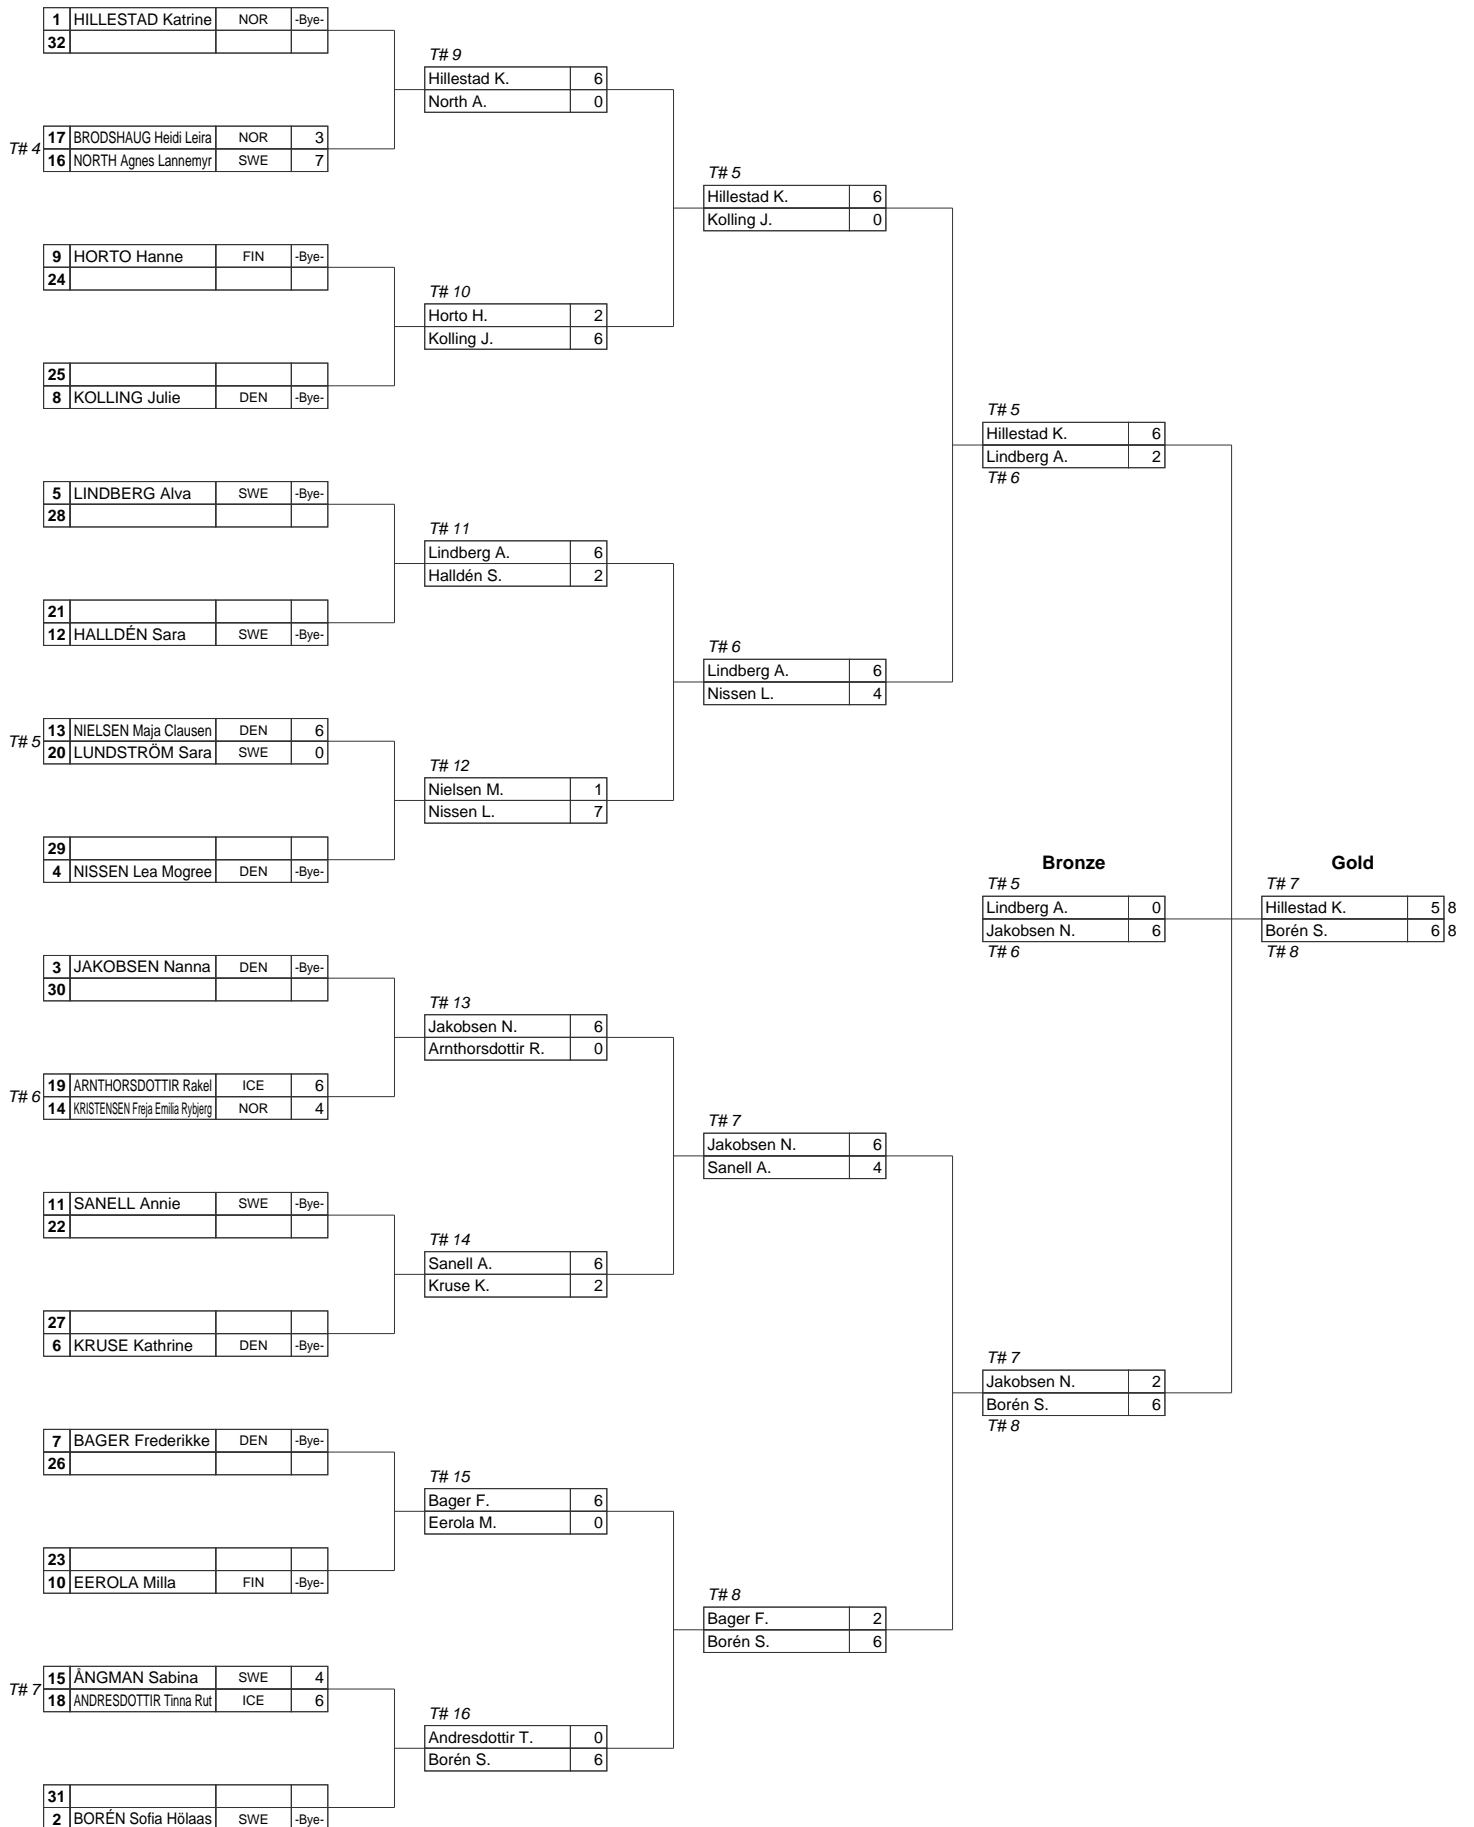 1 HILLESTAD Katrine NOR -Bye-
32
T# 9
Hillestad K. 6
North A. 0
T# 4
17 BRODSHAUG Heidi Leira NOR 3
16 NORTH Agnes Lannemyr SWE 7
T# 5
Hillestad K. 6
Kolling J. 0
9 HORTO Hanne FIN -Bye-
24
T# 10
Horto H. 2
Kolling J. 6
25
8 KOLLING Julie DEN -Bye-
T# 5
Hillestad K. 6
Lindberg A. 2
T# 6
5 LINDBERG Alva SWE -Bye-
28
T# 11
Lindberg A. 6
Halldén S. 2
21
12 HALLDÉN Sara SWE -Bye-
T# 6
Lindberg A. 6
Nissen L. 4
T# 5
13 NIELSEN Maja Clausen DEN 6
20 LUNDSTRÖM Sara SWE 0
T# 12
Nielsen M. 1
Nissen L. 7
29
4 NISSEN Lea Mogree DEN -Bye-
Bronze
T# 5
Lindberg A. 0
Jakobsen N. 6
T# 6
Gold
T# 7
Hillestad K. 5 8
Borén S. 6 8
T# 8
3 JAKOBSEN Nanna DEN -Bye-
30
T# 13
Jakobsen N. 6
Arnthorsdottir R. 0
T# 6
19 ARNTHORSDOTTIR Rakel ICE 6
14 KRISTENSEN Freja Emilia Rybjerg NOR 4
T# 7
Jakobsen N. 6
Sanell A. 4
11 SANELL Annie SWE -Bye-
22
T# 14
Sanell A. 6
Kruse K. 2
27
6 KRUSE Kathrine DEN -Bye-
T# 7
Jakobsen N. 2
Borén S. 6
T# 8
7 BAGER Frederikke DEN -Bye-
26
T# 15
Bager F. 6
Eerola M. 0
23
10 EEROLA Milla FIN -Bye-
T# 8
Bager F. 2
Borén S. 6
T# 7
15 ÅNGMAN Sabina SWE 4
18 ANDRESDOTTIR Tinna Rut ICE 6
T# 16
Andresdottir T. 0
Borén S. 6
31
2 BORÉN Sofia Hölaas SWE -Bye-